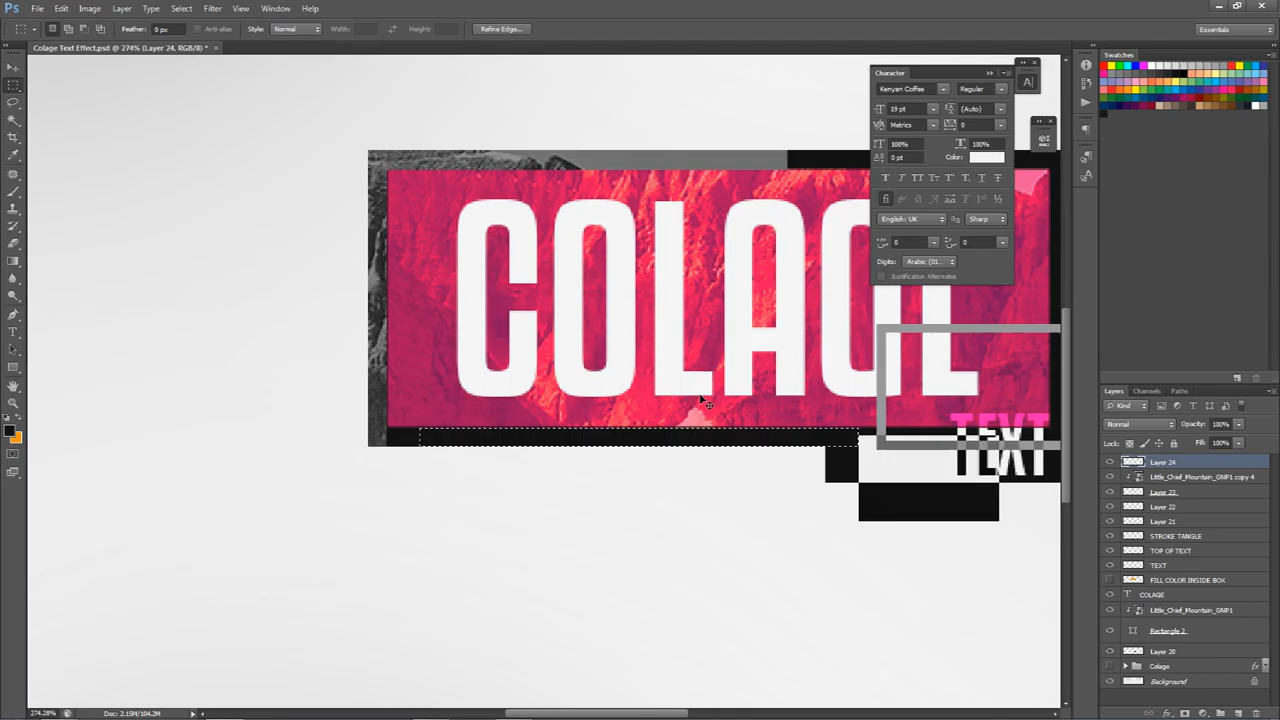 Ps File Edit Image Layer Type Select Filter View Window Help
Feather: 0 px Anti-alias Style: Normal Width: Height: Refine Edge... Essentials
Colage Text Effect.psd @ 274% (Layer 24, RGB/8) *
Swatches
Character
Kenyan Coffee Regular
19 pt (Auto)
Metrics 0
100% 100%
0 pt Color:
English: UK Sharp
0 0
Digits: Arabic (01...
Justification Alternates
COLAGE
TEXT
Layers Channels Paths
Kind
Normal Opacity: 100%
Lock: Fill: 100%
Layer 24
Little_Chief_Mountain_GNP1 copy 4
Layer 23
Layer 22
Layer 21
STROKE TANGLE
TOP OF TEXT
TEXT
FILL COLOR INSIDE BOX
T COLAGE
Little_Chief_Mountain_GNP1
Rectangle 2
Layer 20
Colage fx
Background
274.28% Doc: 2.15M/104.2M